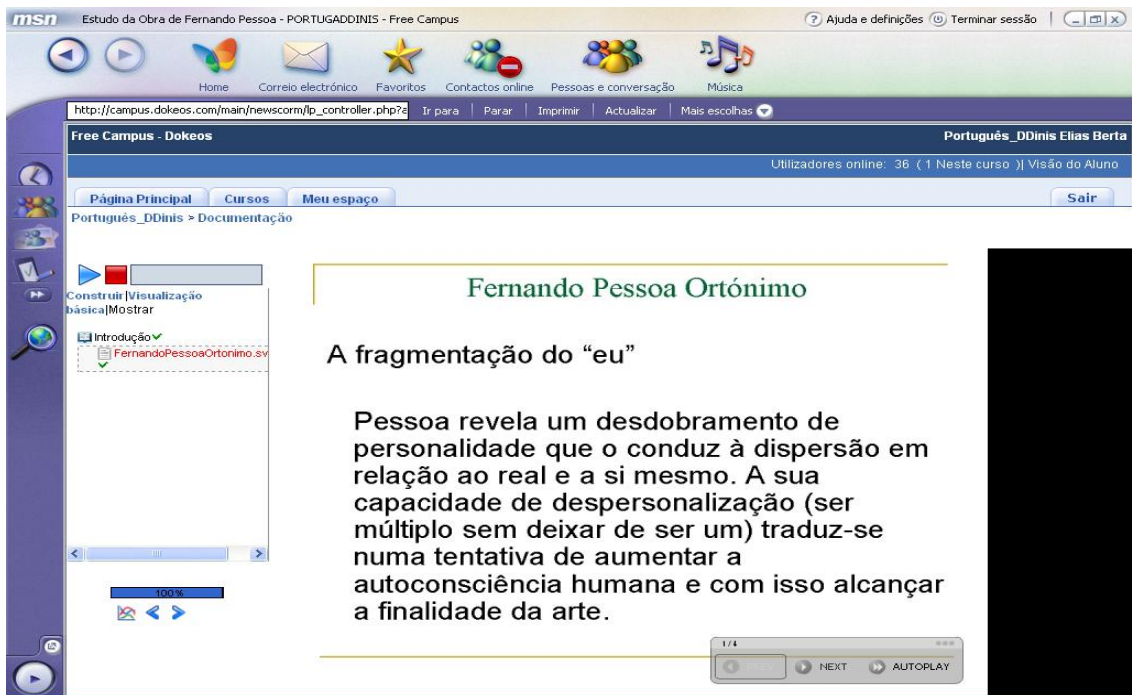 msn Estudo da Obra de Fernando Pessoa - PORTUGADDINIS - Free Campus ? Ajuda e definições Terminar sessão
Home Correio electrónico Favoritos Contactos online Pessoas e conversação Música
http://campus.dokeos.com/main/newscorm/lp_controller.php?a Ir para | Parar | Imprimir | Actualizar | Mais escolhas
Free Campus - Dokeos Português_DDinis Elias Berta
Utilizadores online: 36 ( 1 Neste curso )| Visão do Aluno
Página Principal Cursos Meu espaço Sair
Português_DDinis > Documentação
Construir|Visualização
básica|Mostrar
Introdução
FernandoPessoaOrtonimo.sv
100%
Fernando Pessoa Ortónimo
A fragmentação do “eu”
Pessoa revela um desdobramento de
personalidade que o conduz à dispersão em
relação ao real e a si mesmo. A sua
capacidade de despersonalização (ser
múltiplo sem deixar de ser um) traduz-se
numa tentativa de aumentar a
autoconsciência humana e com isso alcançar
a finalidade da arte.
1/4
PREV NEXT AUTOPLAY